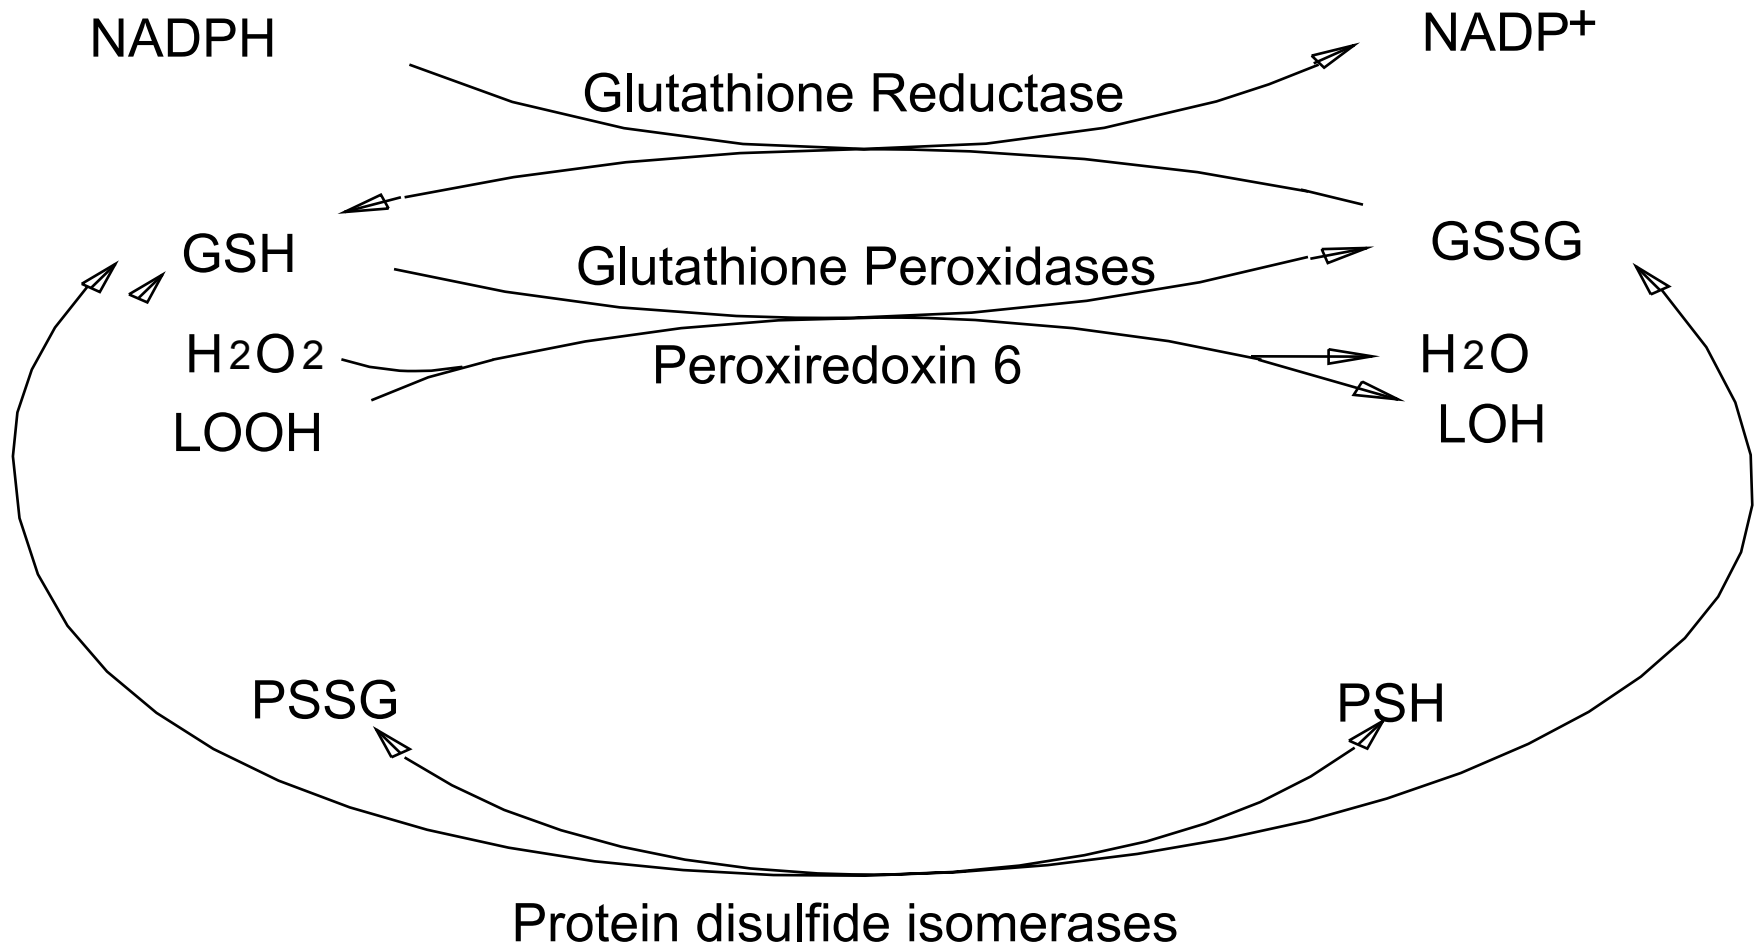 NADPH
NADP+
Glutathione Reductase
GSH
GSSG
Glutathione Peroxidases
H2O2
H2O
Peroxiredoxin 6
LOOH
LOH
PSSG
PSH
Protein disulfide isomerases